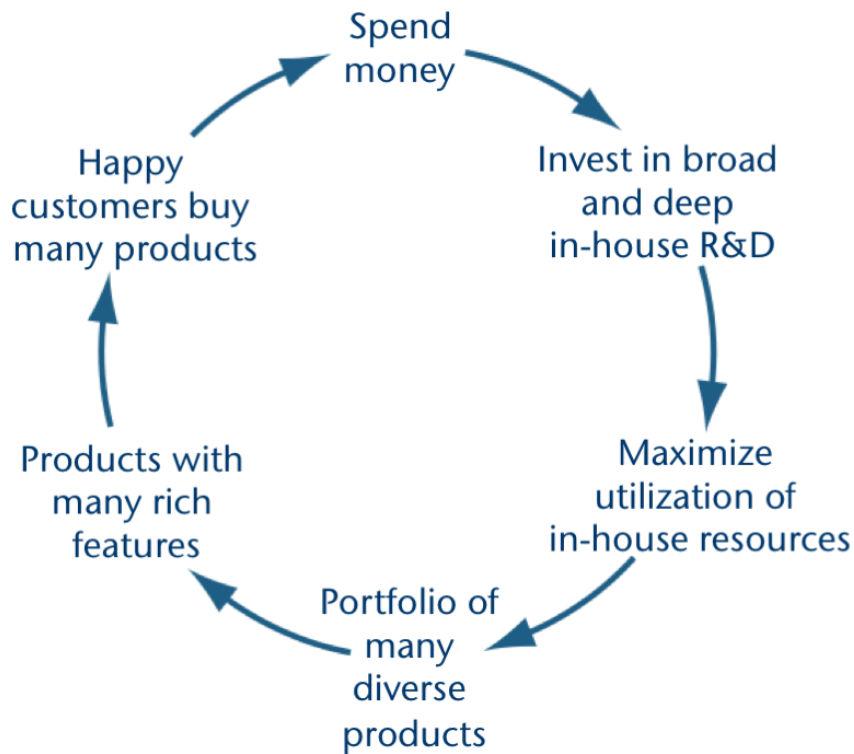 Spend
money
Invest in broad
and deep
in-house R&D
Maximize
utilization of
in-house resources
Portfolio of
many
diverse
products
Products with
many rich
features
Happy
customers buy
many products